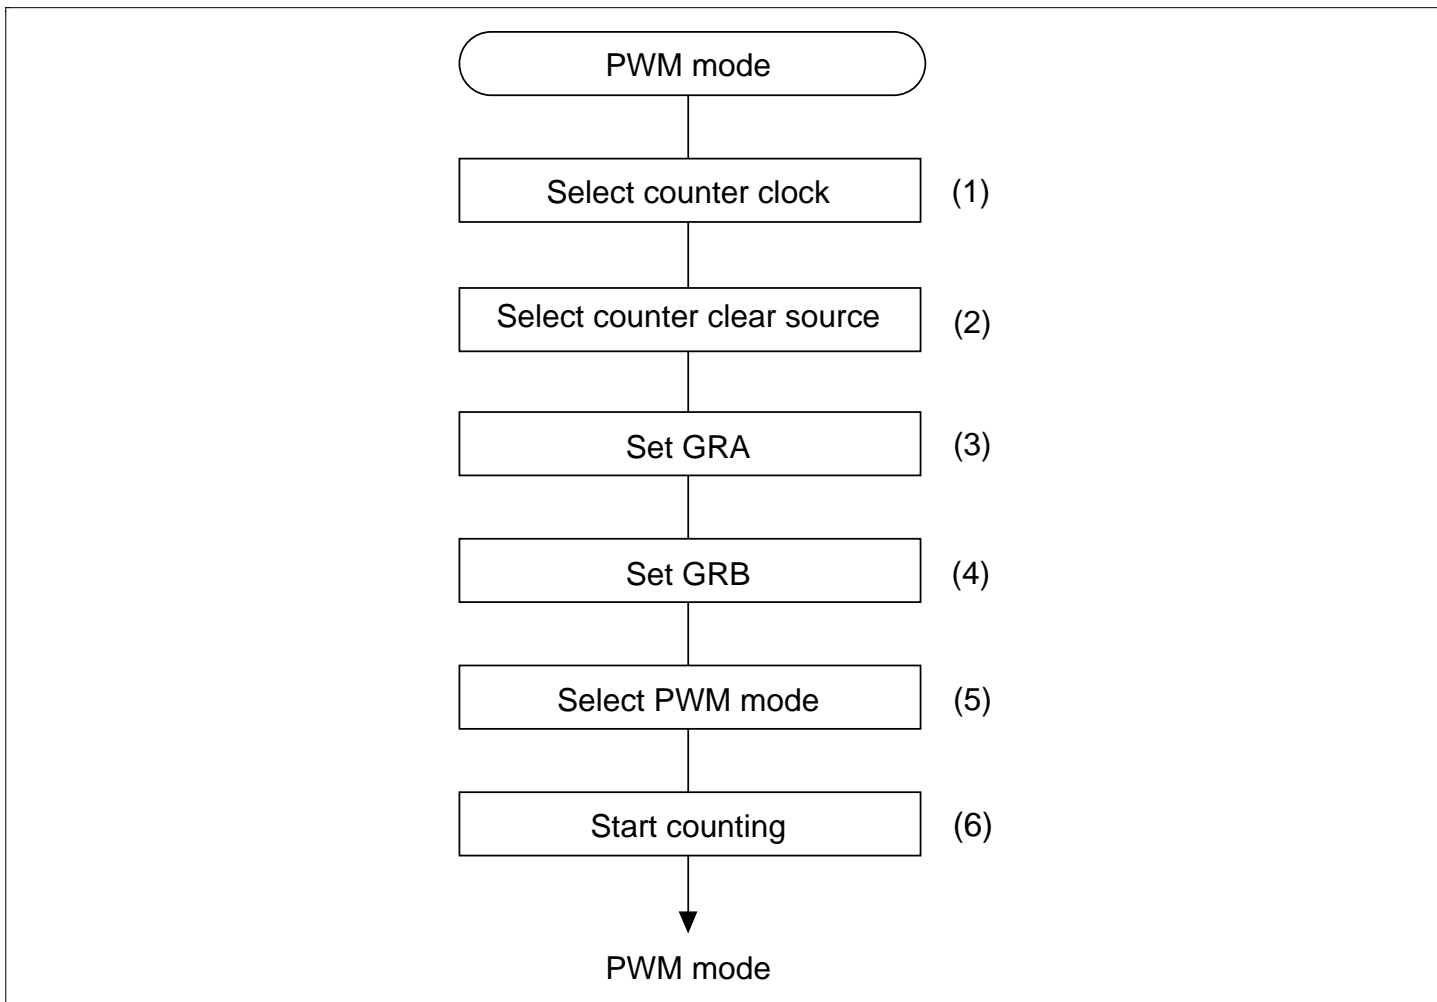 PWM mode
Select counter clock (1)
Select counter clear source (2)
Set GRA (3)
Set GRB (4)
Select PWM mode (5)
Start counting (6)
PWM mode